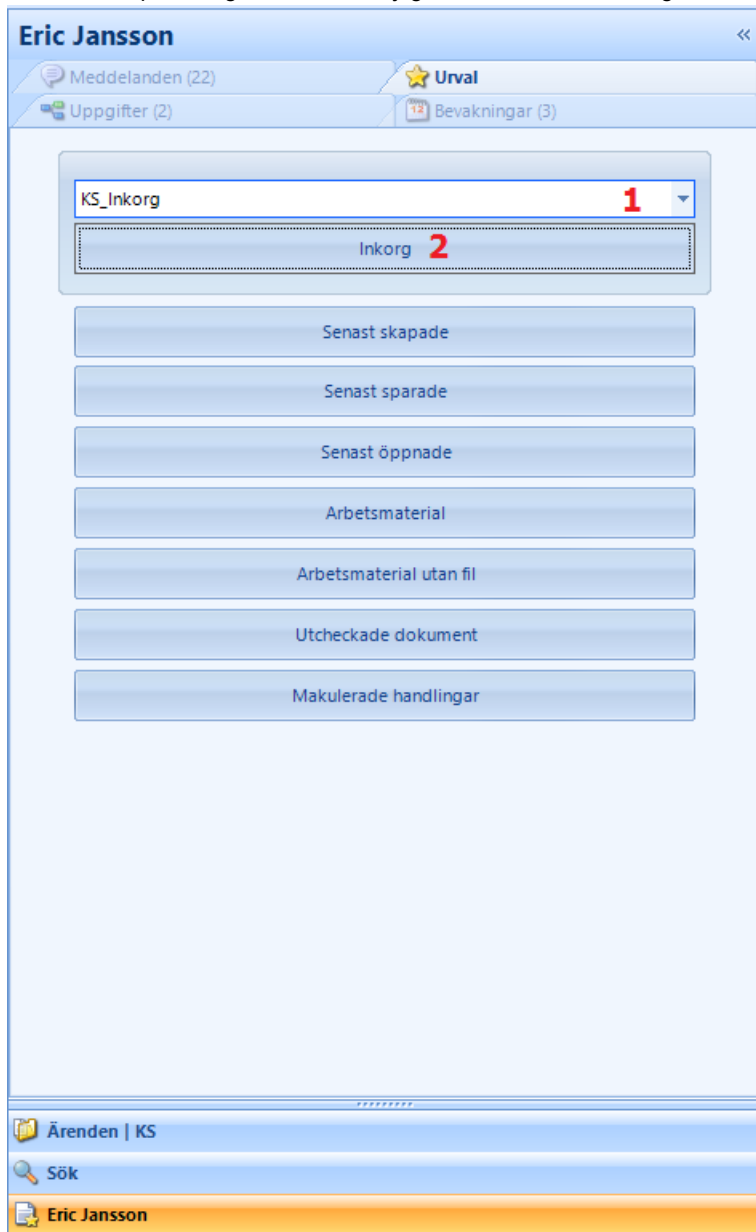 Eric Jansson
Meddelanden (22)
Urval
Uppgifter (2)
12
Bevakningar (3)
KS_Inkorg 1
Inkorg 2
Senast skapade
Senast sparade
Senast öppnade
Arbetsmaterial
Arbetsmaterial utan fil
Utcheckade dokument
Makulerade handlingar
Ärenden | KS
Sök
Eric Jansson